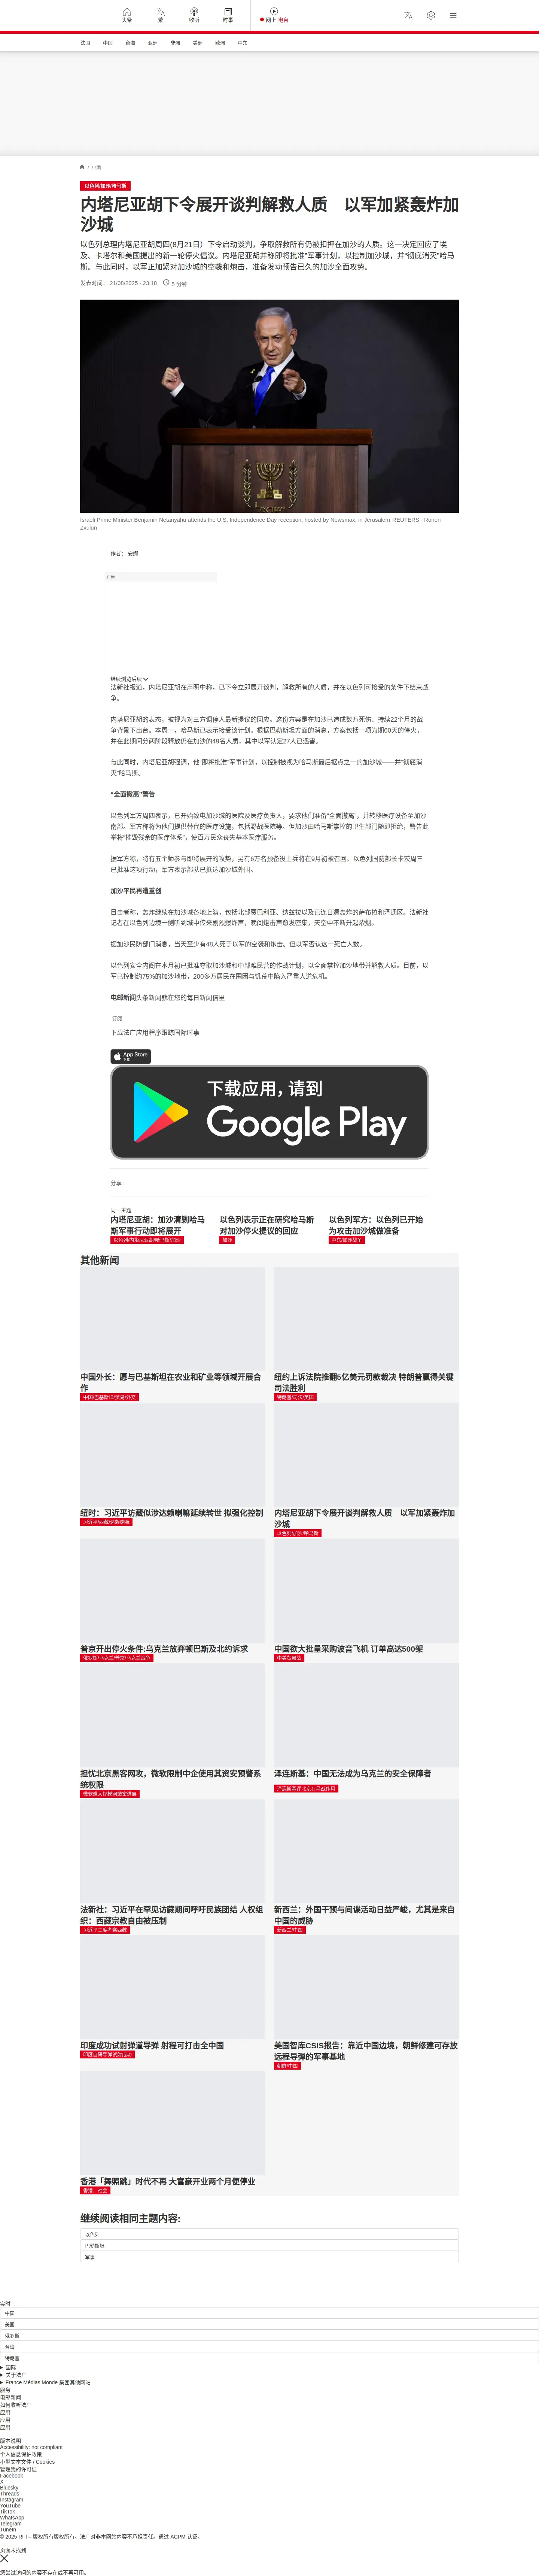 头条
繁
收听
时事
网上 电台
法国
中国
台海
亚洲
非洲
美洲
欧洲
中东
/ 中东
以色列/加沙/哈马斯
内塔尼亚胡下令展开谈判解救人质 以军加紧轰炸加
沙城
以色列总理内塔尼亚胡周四(8月21日）下令启动谈判，争取解救所有仍被扣押在加沙的人质。这一决定回应了埃
及、卡塔尔和美国提出的新一轮停火倡议。内塔尼亚胡并称即将批准“军事计划，以控制加沙城，并“彻底消灭”哈马
斯。与此同时，以军正加紧对加沙城的空袭和炮击，准备发动预告已久的加沙全面攻势。
发表时间： 21/08/2025 - 23:18 5 分钟
Israeli Prime Minister Benjamin Netanyahu attends the U.S. Independence Day reception, hosted by Newsmax, in Jerusalem REUTERS - Ronen
Zvulun
作者： 安娜
广告
继续浏览后续
法新社报道，内塔尼亚胡在声明中称，已下令立即展开谈判，解救所有的人质，并在以色列可接受的条件下结束战
争。
内塔尼亚胡的表态，被视为对三方调停人最新提议的回应。这份方案是在加沙已造成数万死伤、持续22个月的战
争背景下出台。本周一，哈马斯已表示接受该计划。根据巴勒斯坦方面的消息，方案包括一项为期60天的停火，
并在此期间分两阶段释放仍在加沙的49名人质，其中以军认定27人已遇害。
与此同时，内塔尼亚胡强调，他“即将批准”军事计划，以控制被视为哈马斯最后据点之一的加沙城——并“彻底消
灭”哈马斯。
“全面撤离”警告
以色列军方周四表示，已开始致电加沙城的医院及医疗负责人，要求他们准备“全面撤离”，并转移医疗设备至加沙
南部。军方称将为他们提供替代的医疗设施，包括野战医院等。但加沙由哈马斯掌控的卫生部门随即拒绝，警告此
举将“摧毁残余的医疗体系”，使百万民众丧失基本医疗服务。
据军方称，将有五个师参与即将展开的攻势，另有6万名预备役士兵将在9月初被召回。以色列国防部长卡茨周三
已批准这项行动，军方表示部队已抵达加沙城外围。
加沙平民再遭重创
目击者称，轰炸继续在加沙城各地上演，包括北部贾巴利亚、纳兹拉以及已连日遭轰炸的萨布拉和泽通区。法新社
记者在以色列边境一侧听到城中传来剧烈爆炸声，晚间炮击声愈发密集，天空中不断升起浓烟。
据加沙民防部门消息，当天至少有48人死于以军的空袭和炮击。但以军否认这一死亡人数。
以色列安全内阁在本月初已批准夺取加沙城和中部难民营的作战计划，以全面掌控加沙地带并解救人质。目前，以
军已控制约75%的加沙地带，200多万居民在围困与饥荒中陷入严重人道危机。
电邮新闻头条新闻就在您的每日新闻信里
订阅
下载法广应用程序跟踪国际时事
App Store
下载
下载应用，请到
Google Play
分享 :
同一主题
内塔尼亚胡：加沙清剿哈马
斯军事行动即将展开
以色列/内塔尼亚胡/哈马斯/加沙
以色列表示正在研究哈马斯
对加沙停火提议的回应
加沙
以色列军方：以色列已开始
为攻击加沙城做准备
中东/加沙战争
其他新闻
中国外长：愿与巴基斯坦在农业和矿业等领域开展合
作
中国/巴基斯坦/贸易/外交
纽约上诉法院推翻5亿美元罚款裁决 特朗普赢得关键
司法胜利
特朗普/司法/美国
纽时：习近平访藏似涉达赖喇嘛延续转世 拟强化控制
习近平/西藏/达赖喇嘛
内塔尼亚胡下令展开谈判解救人质 以军加紧轰炸加
沙城
以色列/加沙/哈马斯
普京开出停火条件:乌克兰放弃顿巴斯及北约诉求
俄罗斯/乌克兰/普京/乌克兰战争
中国欲大批量采购波音飞机 订单高达500架
中美贸易战
担忧北京黑客网攻，微软限制中企使用其资安预警系
统权限
微软遭大规模网袭案进展
泽连斯基：中国无法成为乌克兰的安全保障者
泽连斯基评北京在乌战作用
法新社：习近平在罕见访藏期间呼吁民族团结 人权组
织：西藏宗教自由被压制
习近平二度考察西藏
新西兰：外国干预与间谍活动日益严峻，尤其是来自
中国的威胁
新西兰/中国
印度成功试射弹道导弹 射程可打击全中国
印度自研导弹试射成功
美国智库CSIS报告：靠近中国边境，朝鲜修建可存放
远程导弹的军事基地
朝鲜/中国
香港「舞照跳」时代不再 大富豪开业两个月便停业
香港、社会
继续阅读相同主题内容:
以色列
巴勒斯坦
军事
实时
中国
美国
俄罗斯
台湾
特朗普
国际
关于法广
France Médias Monde 集团其他网站
服务
电邮新闻
如何收听法广
应用
应用
应用
版本说明
Accessibility: not compliant
个人信息保护政策
小型文本文件 / Cookies
管理我的许可证
Facebook
X
Bluesky
Threads
Instagram
YouTube
TikTok
WhatsApp
Telegram
TuneIn
© 2025 RFI – 版权所有版权所有。法广对非本网站内容不承担责任。通过 ACPM 认证。
页面未找到
您尝试访问的内容不存在或不再可用。